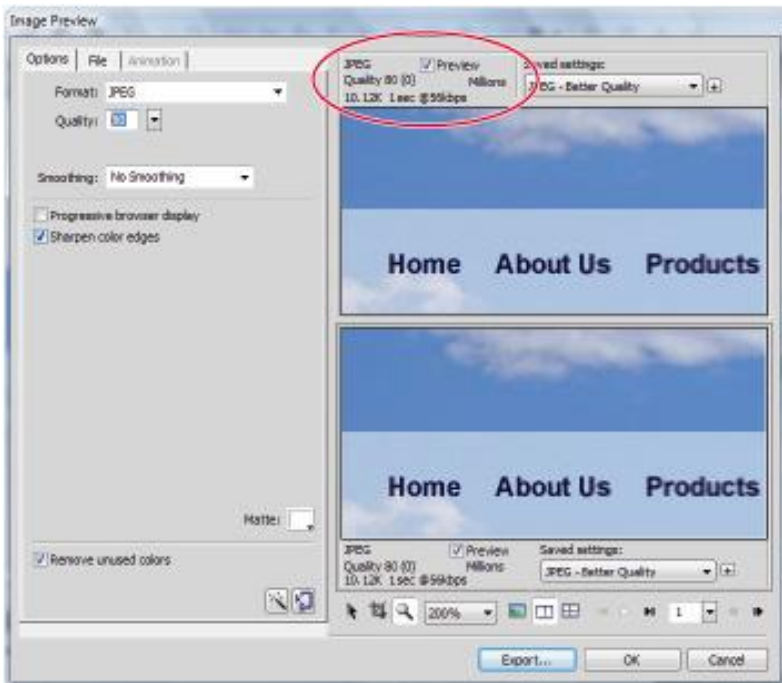 Image Preview
Options File Animation
Format: JPEG
Quality: 80
Smoothing: No Smoothing
Progressive browser display
Sharpen color edges
Matte:
Remove unused colors
JPEG Preview Saved settings:
Quality 80 (0) Millions JPEG - Better Quality
10.12K 1 sec @56kbps
Home About Us Products
Home About Us Products
JPEG Preview Saved settings:
Quality 80 (0) Millions JPEG - Better Quality
10.12K 1 sec @56kbps
200% 1
Export... OK Cancel